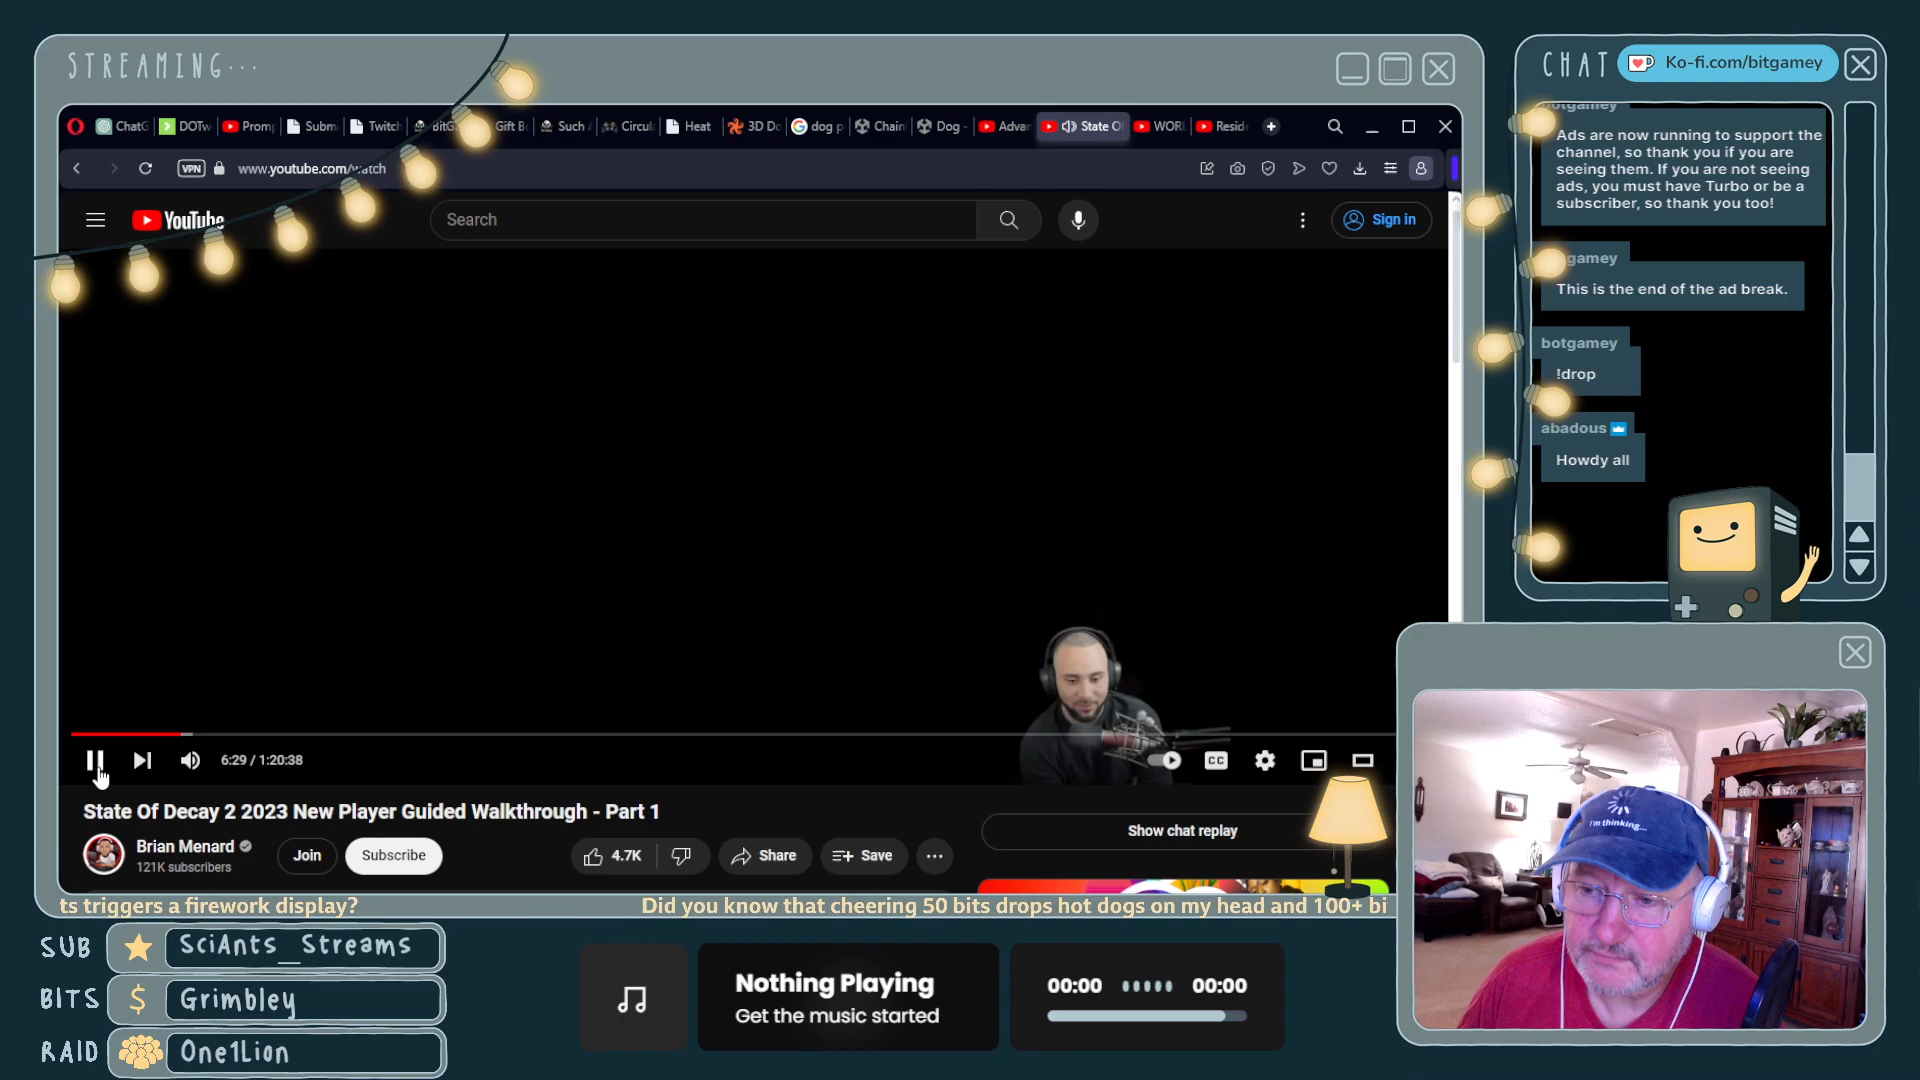 STREAMING...
CHAT
Ko-fi.com/bitgamey
ChatG
DOTw
Prom
Subm
Twitch
BitG
Gift B
Such
Circul
Heat
3D Do
dog p
Chain
Dog -
Advar
State O
WORL
Resid
VPN
www.youtube.com/watch
YouTube
Search
Sign in
botgamey
Ads are now running to support the
channel, so thank you if you are
seeing them. If you are not seeing
ads, you must have Turbo or be a
subscriber, so thank you too!
gamey
This is the end of the ad break.
botgamey
!drop
abadous
Howdy all
6:29 / 1:20:38
CC
State Of Decay 2 2023 New Player Guided Walkthrough - Part 1
Brian Menard
121K subscribers
Join
Subscribe
4.7K
Share
Save
Show chat replay
I'm thinking...
ts triggers a firework display?
Did you know that cheering 50 bits drops hot dogs on my head and 100+ bi
SUB
SciAnts_Streams
BITS
$
Grimbley
RAID
One1Lion
Nothing Playing
Get the music started
00:00
00:00